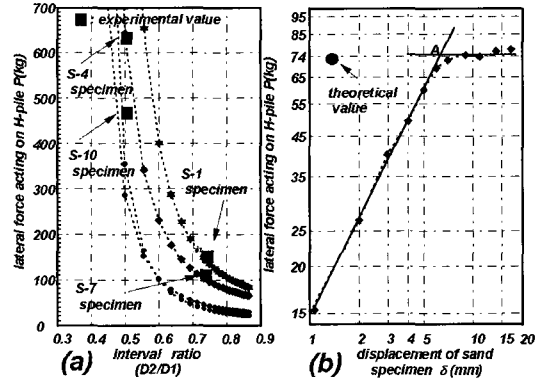 lateral force acting on H-pile P(kg)
700
600
500
400
300
200
100
0
■: experimental value
S-4
specimen
S-10
specimen
S-1
specimen
S-7
specimen
0.3 0.4 0.5 0.6 0.7 0.8 0.9
(a)
interval ratio
(D2/D1)
lateral force acting on H-pile P(kg)
95
85
74
65
55
45
35
25
15
A
theoretical
value
1 2 3 4 5 10 20
(b)
displacement of sand
specimen δ (mm)